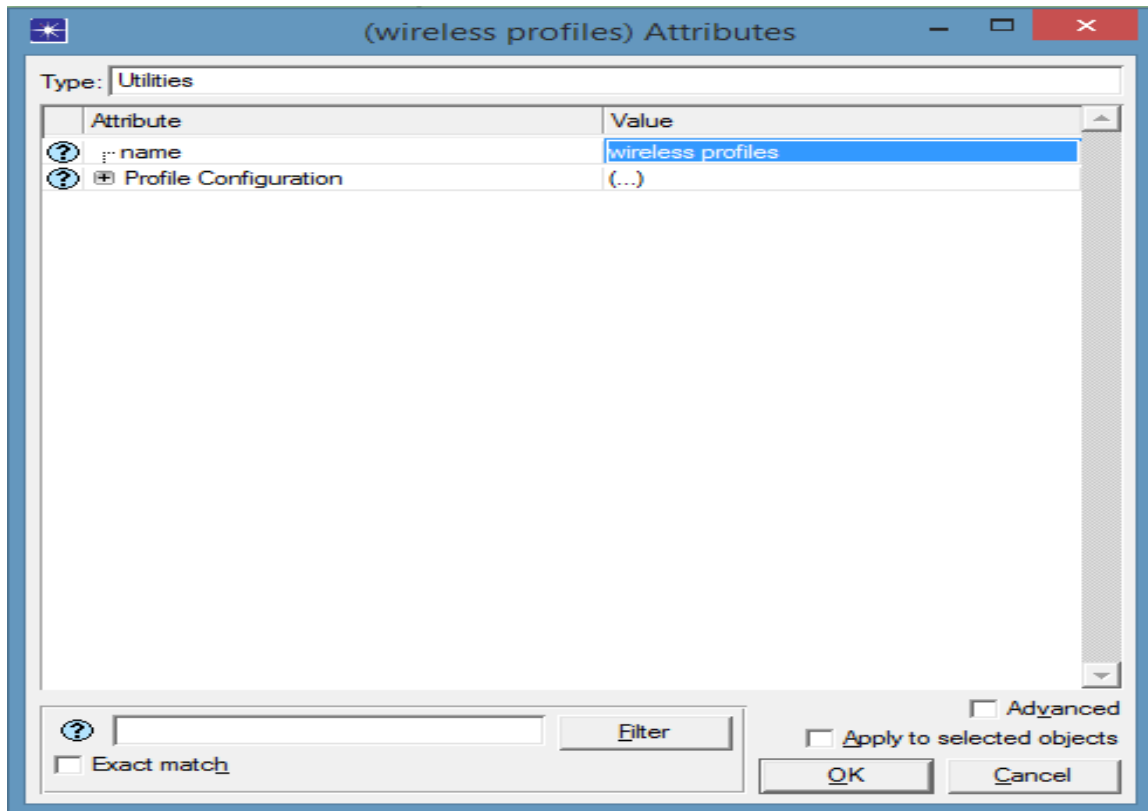 (wireless profiles) Attributes
Type: Utilities
Attribute Value
name wireless profiles
Profile Configuration (...)
Advanced
Filter
Apply to selected objects
Exact match
OK Cancel